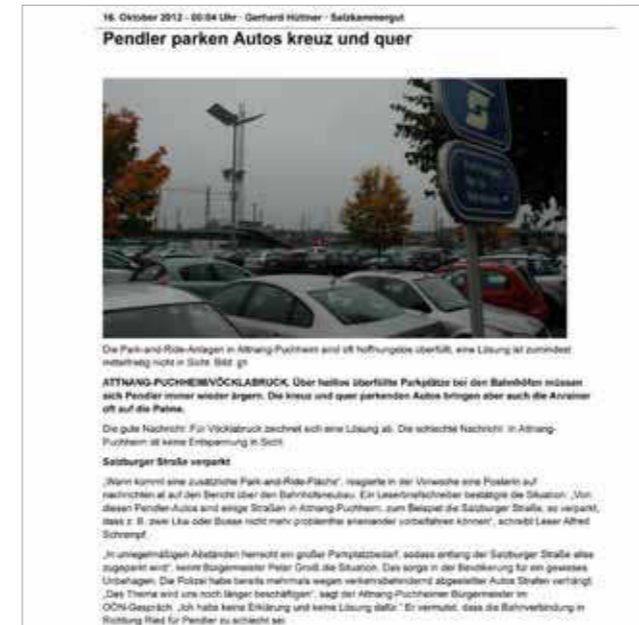 16. Oktober 2012 - 00:04 Uhr · Gerhard Hüttner · Salzkammergut
Pendler parken Autos kreuz und quer
Die Park-and-Ride-Anlagen in Attnang-Puchheim sind oft hoffnungslos überfüllt, eine Lösung ist zumindest
mittelfristig nicht in Sicht. Bild: gh
ATTNANG-PUCHHEIM/VÖCKLABRUCK. Über heillos überfüllte Parkplätze bei den Bahnhöfen müssen
sich Pendler immer wieder ärgern. Die kreuz und quer parkenden Autos bringen aber auch die Anrainer
oft auf die Palme.
Die gute Nachricht: Für Vöcklabruck zeichnet sich eine Lösung ab. Die schlechte Nachricht: in Attnang-
Puchheim ist keine Entspannung in Sicht.
Salzburger Straße verparkt
„Wann kommt eine zusätzliche Park-and-Ride-Fläche“, reagierte in der Vorwoche eine Posterin auf
nachrichten.at auf den Bericht über den Bahnhofsneubau. Ein Leserbriefschreiber bestätigte die Situation: „Von
diesen Pendler-Autos sind einige Straßen in Attnang-Puchheim, zum Beispiel die Salzburger Straße, so verparkt,
dass z. B. zwei Lkw oder Busse nicht mehr problemfrei aneinander vorbeifahren können“, schreibt Leser Alfred
Schrempf.
„In unregelmäßigen Abständen herrscht ein großer Parkplatzbedarf, sodass entlang der Salzburger Straße alles
zugeparkt wird“, kennt Bürgermeister Peter Groiß die Situation. Das sorge in der Bevölkerung für ein gewisses
Unbehagen. Die Polizei habe bereits mehrmals wegen verkehrsbehindernd abgestellter Autos Strafen verhängt.
„Das Thema wird uns noch länger beschäftigen“, sagt der Attnang-Puchheimer Bürgermeister im
OÖN-Gespräch. „Ich habe keine Erklärung und keine Lösung dafür.“ Er vermutet, dass die Bahnverbindung in
Richtung Ried für Pendler zu schlecht sei.